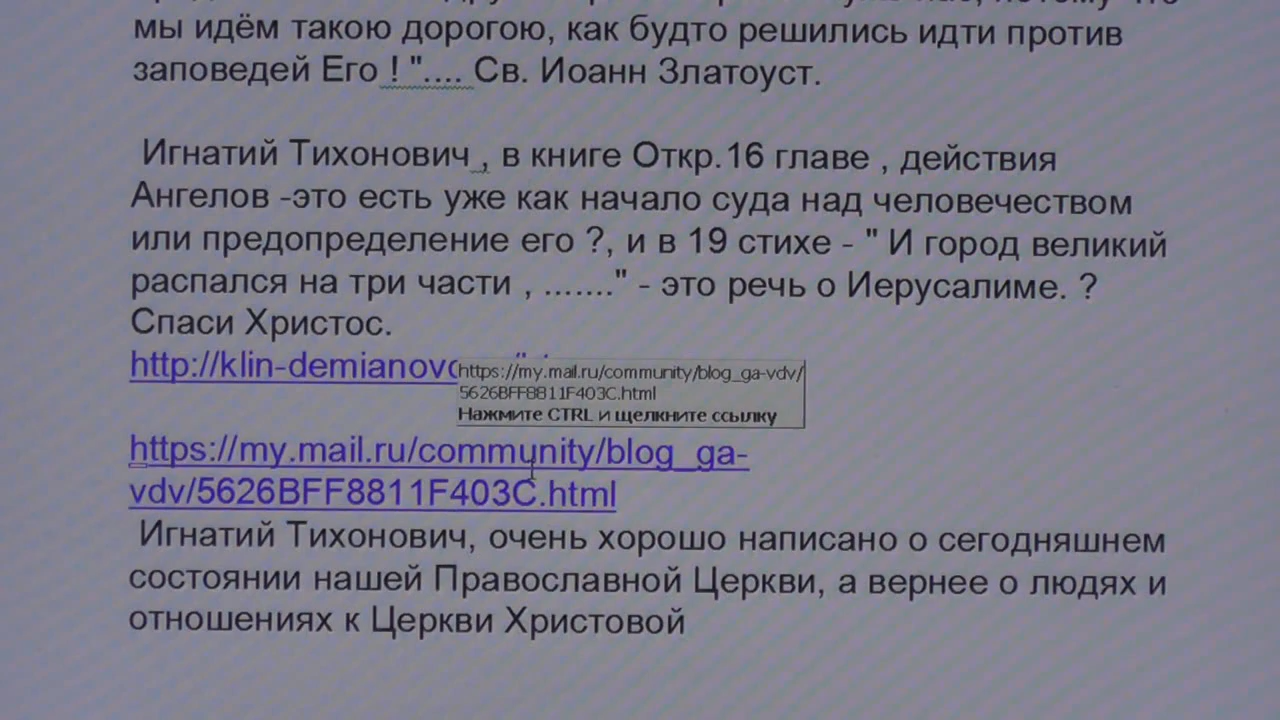 мы идём такою дорогою, как будто решились идти против
заповедей Его ! ".... Св. Иоанн Златоуст.
Игнатий Тихонович , в книге Откр.16 главе , действия
Ангелов -это есть уже как начало суда над человечеством
или предопределение его ?, и в 19 стихе - " И город великий
распался на три части , ......." - это речь о Иерусалиме. ?
Спаси Христос.
http://klin-demianovo
https://my.mail.ru/community/blog_ga-vdv/
5626BFF8811F403C.html
Нажмите CTRL и щелкните ссылку
https://my.mail.ru/community/blog_ga-
vdv/5626BFF8811F403C.html
Игнатий Тихонович, очень хорошо написано о сегодняшнем
состоянии нашей Православной Церкви, а вернее о людях и
отношениях к Церкви Христовой